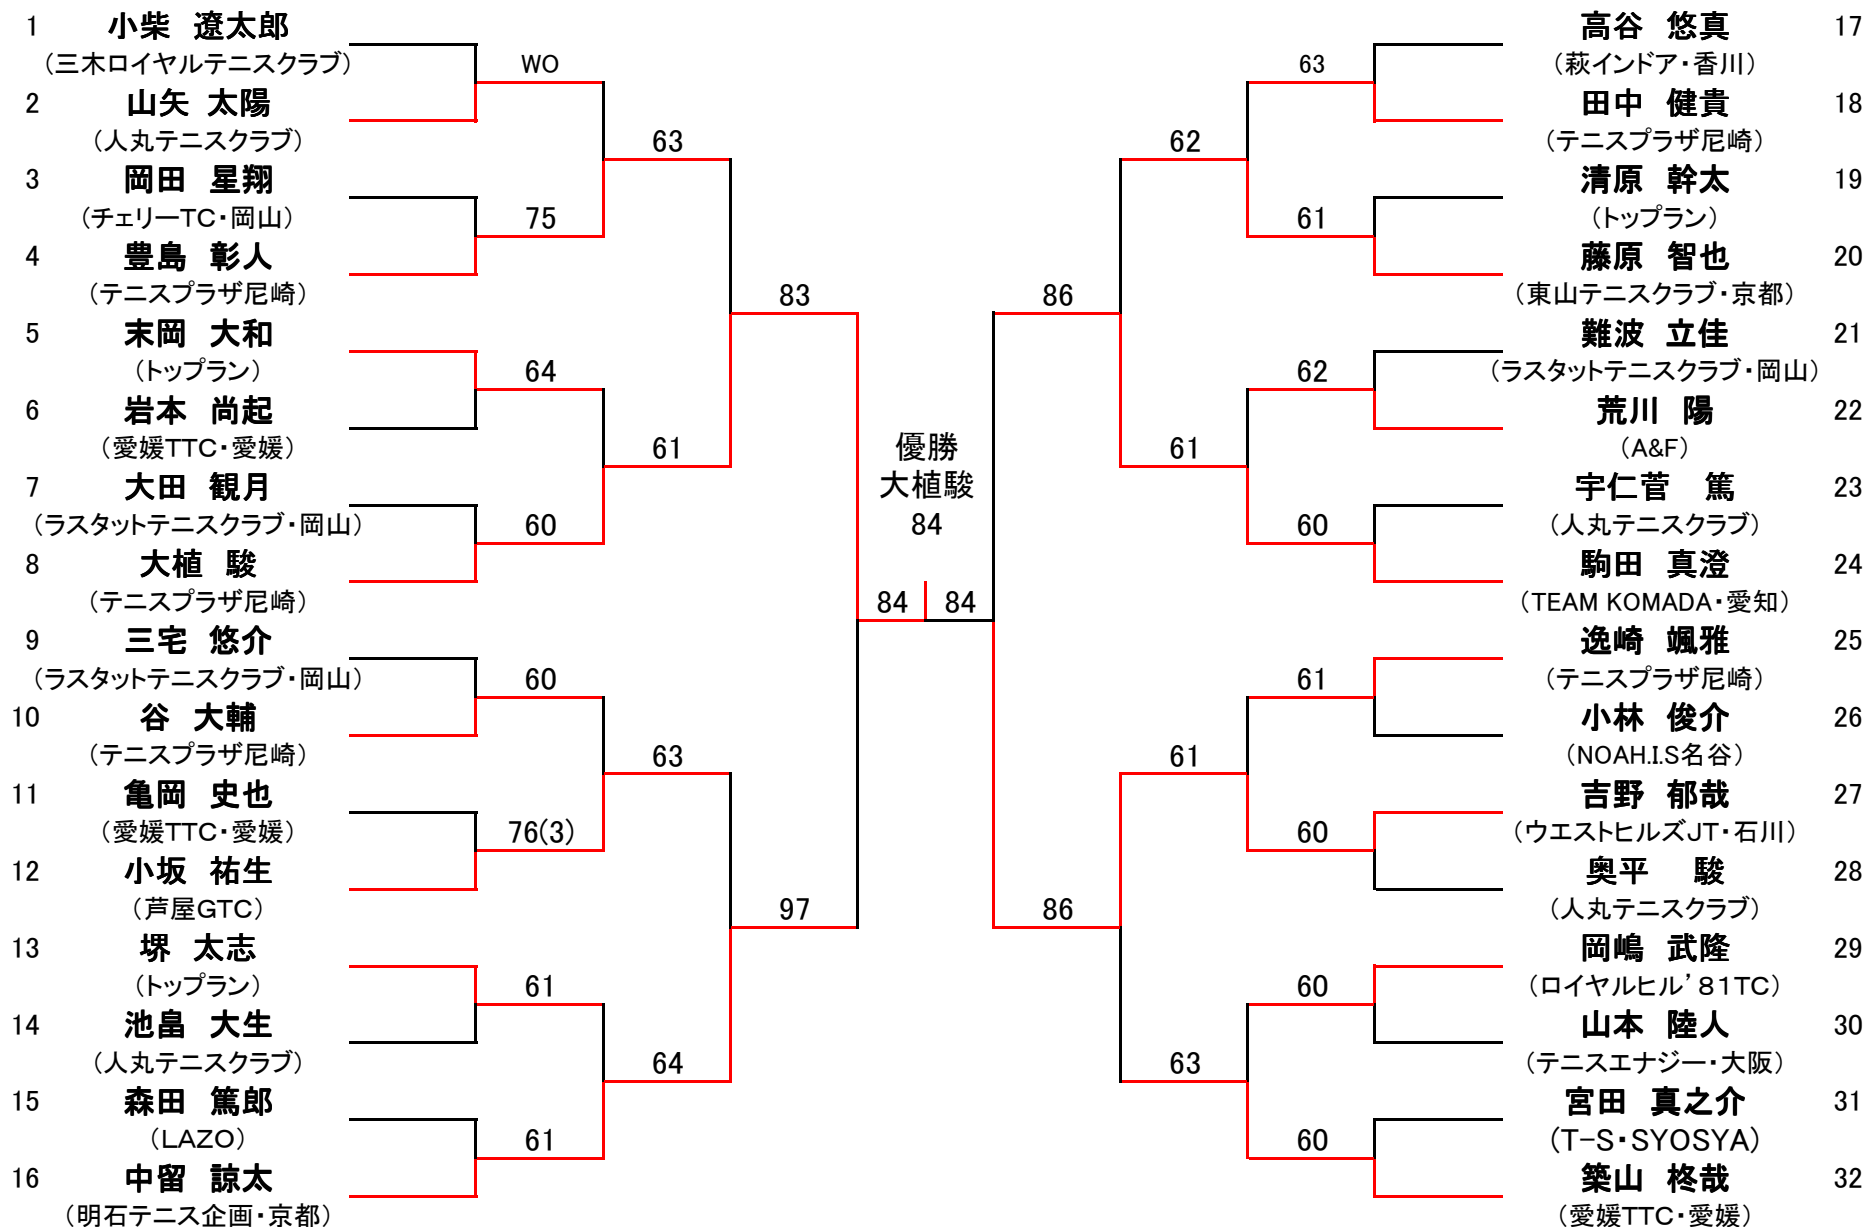 1 小柴 遼太郎
(三木ロイヤルテニスクラブ)
2 山矢 太陽
(人丸テニスクラブ)
3 岡田 星翔
(チェリーTC・岡山)
4 豊島 彰人
(テニスプラザ尼崎)
5 末岡 大和
(トップラン)
6 岩本 尚起
(愛媛TTC・愛媛)
7 大田 観月
(ラスタットテニスクラブ・岡山)
8 大植 駿
(テニスプラザ尼崎)
9 三宅 悠介
(ラスタットテニスクラブ・岡山)
10 谷 大輔
(テニスプラザ尼崎)
11 亀岡 史也
(愛媛TTC・愛媛)
12 小坂 祐生
(芦屋GTC)
13 堺 太志
(トップラン)
14 池畠 大生
(人丸テニスクラブ)
15 森田 篤郎
(LAZO)
16 中留 諒太
(明石テニス企画・京都)
WO
75
64
60
60
76(3)
61
61
63
61
63
64
83
97
84
優勝
大植駿
84
84
86
86
62
61
61
63
63
61
62
60
61
60
60
60
高谷 悠真 17
(萩インドア・香川)
田中 健貴 18
(テニスプラザ尼崎)
清原 幹太 19
(トップラン)
藤原 智也 20
(東山テニスクラブ・京都)
難波 立佳 21
(ラスタットテニスクラブ・岡山)
荒川 陽 22
(A&F)
宇仁菅 篤 23
(人丸テニスクラブ)
駒田 真澄 24
(TEAM KOMADA・愛知)
逸崎 颯雅 25
(テニスプラザ尼崎)
小林 俊介 26
(NOAH.I.S名谷)
吉野 郁哉 27
(ウエストヒルズJT・石川)
奥平 駿 28
(人丸テニスクラブ)
岡嶋 武隆 29
(ロイヤルヒル’81TC)
山本 陸人 30
(テニスエナジー・大阪)
宮田 真之介 31
(T-S・SYOSYA)
築山 柊哉 32
(愛媛TTC・愛媛)